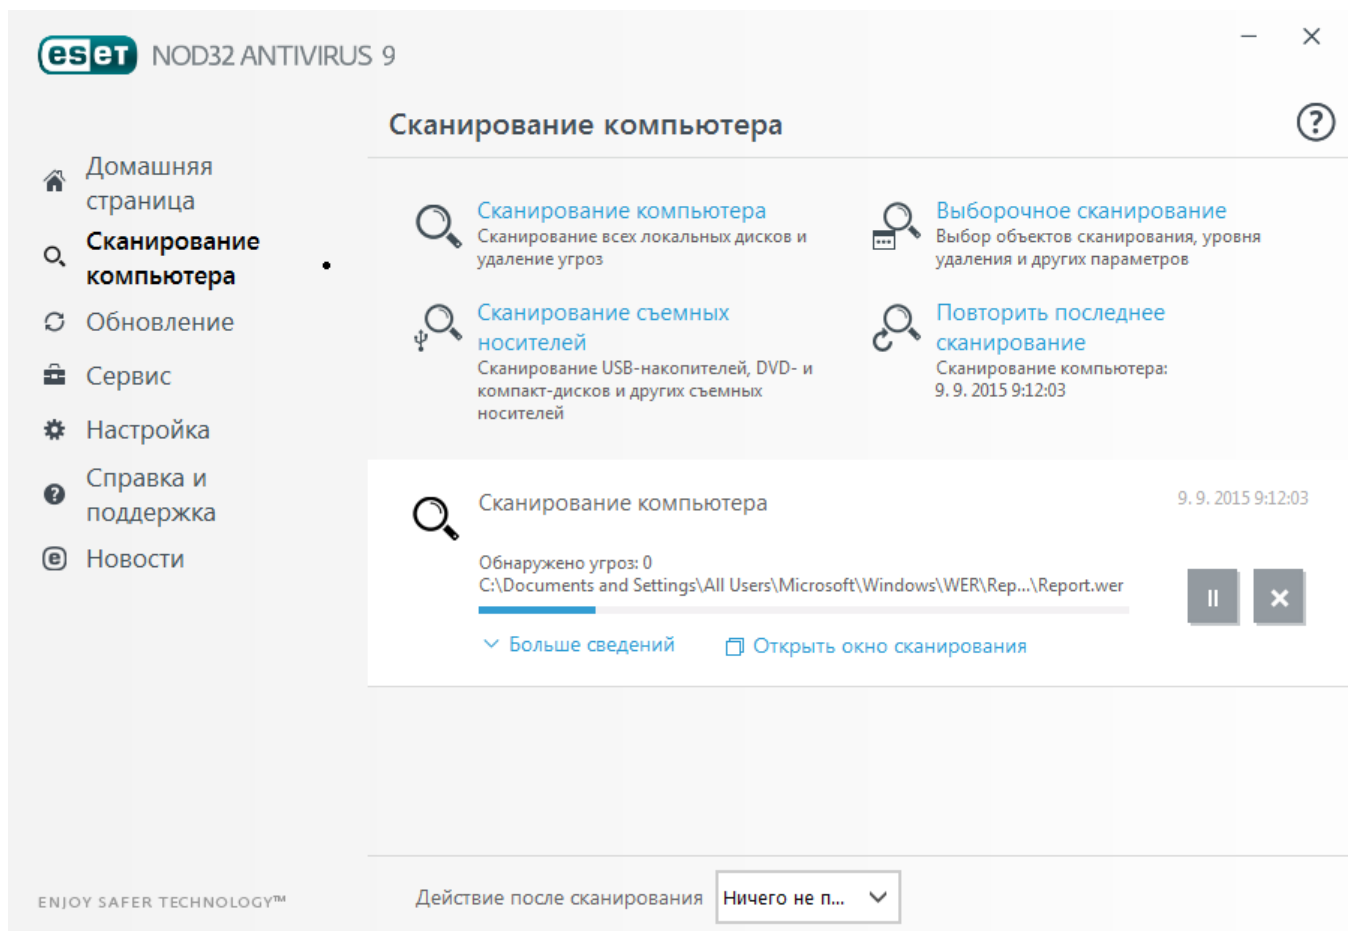 eset NOD32 ANTIVIRUS 9
Сканирование компьютера
Домашняя
страница
Сканирование
компьютера
Обновление
Сервис
Настройка
Справка и
поддержка
Новости
Сканирование компьютера
Сканирование всех локальных дисков и
удаление угроз
Выборочное сканирование
Выбор объектов сканирования, уровня
удаления и других параметров
Сканирование съемных
носителей
Сканирование USB-накопителей, DVD- и
компакт-дисков и других съемных
носителей
Повторить последнее
сканирование
Сканирование компьютера:
9. 9. 2015 9:12:03
Сканирование компьютера
9. 9. 2015 9:12:03
Обнаружено угроз: 0
C:\Documents and Settings\All Users\Microsoft\Windows\WER\Rep...\Report.wer
Больше сведений
Открыть окно сканирования
Действие после сканирования
Ничего не п...
ENJOY SAFER TECHNOLOGY™